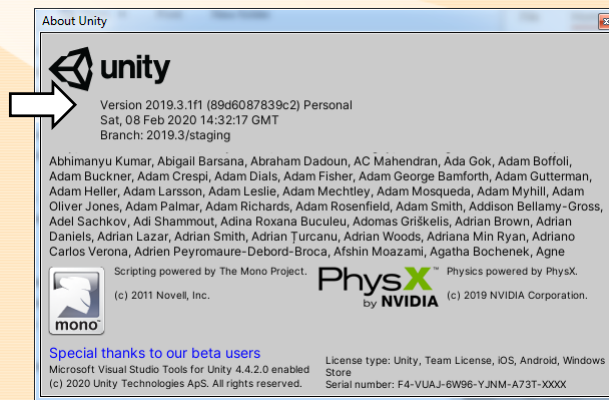 About Unity
unity
Version 2019.3.1f1 (89d6087839c2) Personal
Sat, 08 Feb 2020 14:32:17 GMT
Branch: 2019.3/staging
Abhimanyu Kumar, Abigail Barsana, Abraham Dadoun, AC Mahendran, Ada Gok, Adam Boffoli,
Adam Buckner, Adam Crespi, Adam Dials, Adam Fisher, Adam George Bamforth, Adam Gutterman,
Adam Heller, Adam Larsson, Adam Leslie, Adam Mechtley, Adam Mosqueda, Adam Myhill, Adam
Oliver Jones, Adam Palmar, Adam Richards, Adam Rosenfield, Adam Smith, Addison Bellamy-Gross,
Adel Sachkov, Adi Shammout, Adina Roxana Buculeu, Adomas Griškelis, Adrian Brown, Adrian
Daniels, Adrian Lazar, Adrian Smith, Adrian Țurcanu, Adrian Woods, Adriana Min Ryan, Adriano
Carlos Verona, Adrien Peyromaure-Debord-Broca, Afshin Moazami, Agatha Bochenek, Agne
Scripting powered by The Mono Project.
(c) 2011 Novell, Inc.
mono
PhysX™
by NVIDIA
Physics powered by PhysX.
(c) 2019 NVIDIA Corporation.
Special thanks to our beta users
Microsoft Visual Studio Tools for Unity 4.4.2.0 enabled
(c) 2020 Unity Technologies ApS. All rights reserved.
License type: Unity, Team License, iOS, Android, Windows
Store
Serial number: F4-VUAJ-6W96-YJNM-A73T-XXXX